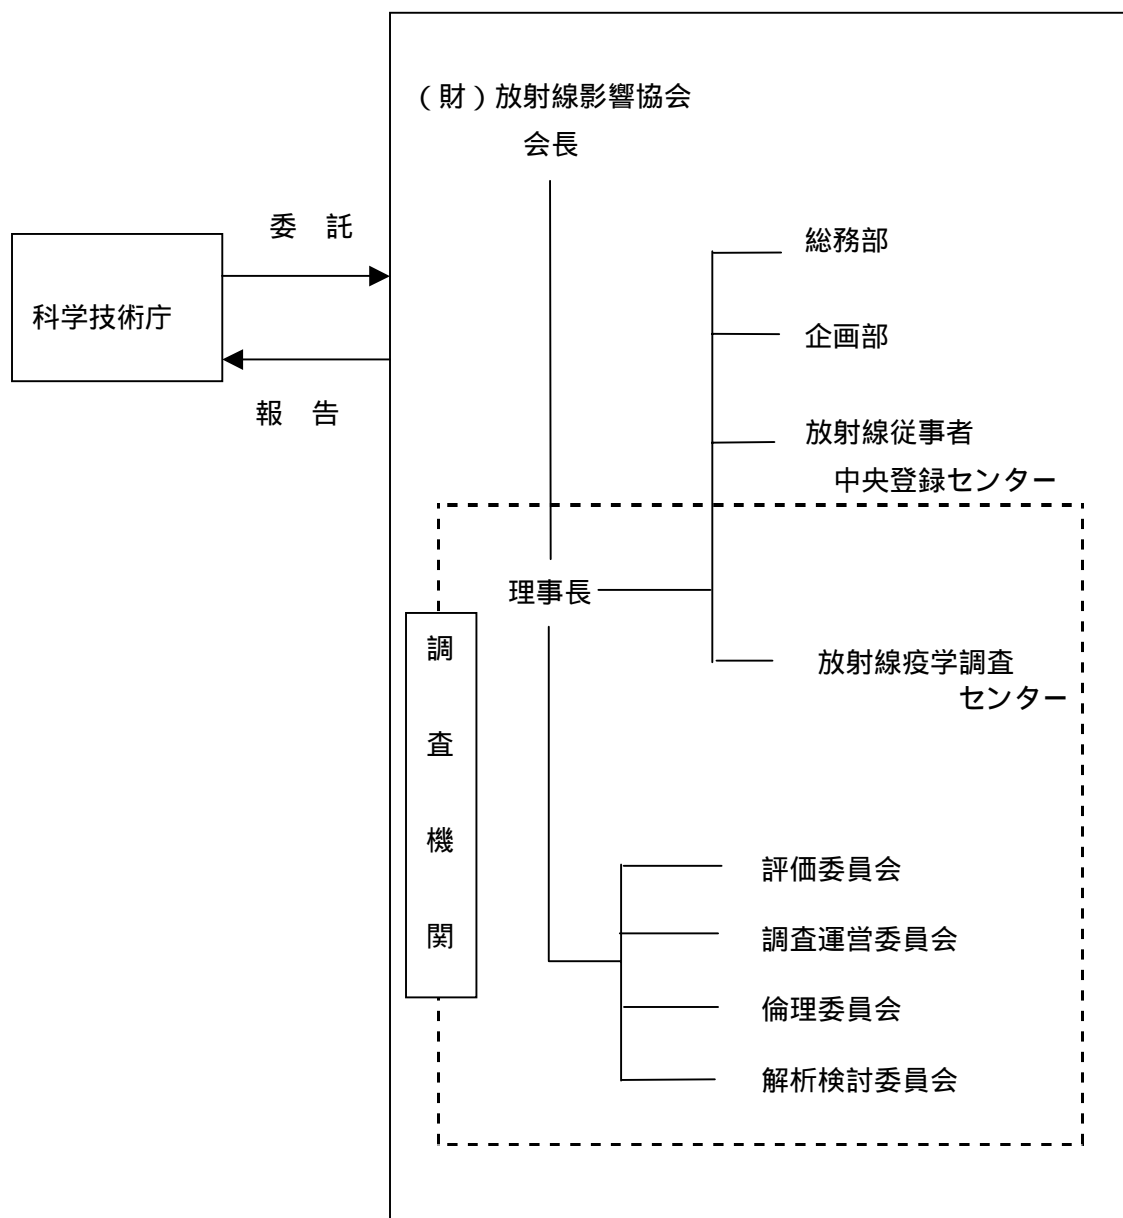 （財）放射線影響協会
会長
委　託
科学技術庁
報　告
総務部
企画部
放射線従事者
中央登録センター
理事長
放射線疫学調査
センター
調査機関
評価委員会
調査運営委員会
倫理委員会
解析検討委員会